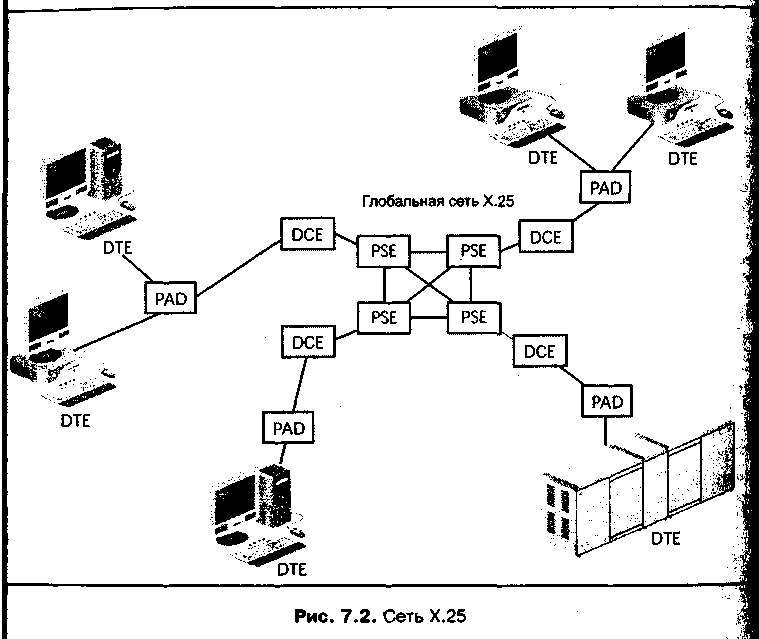 DTE
DTE
PAD
Глобальная сеть X.25
DCE
DCE
PSE
PSE
DTE
PAD
PSE
PSE
DCE
DCE
DTE
PAD
PAD
DTE
DTE
Рис. 7.2. Сеть X.25